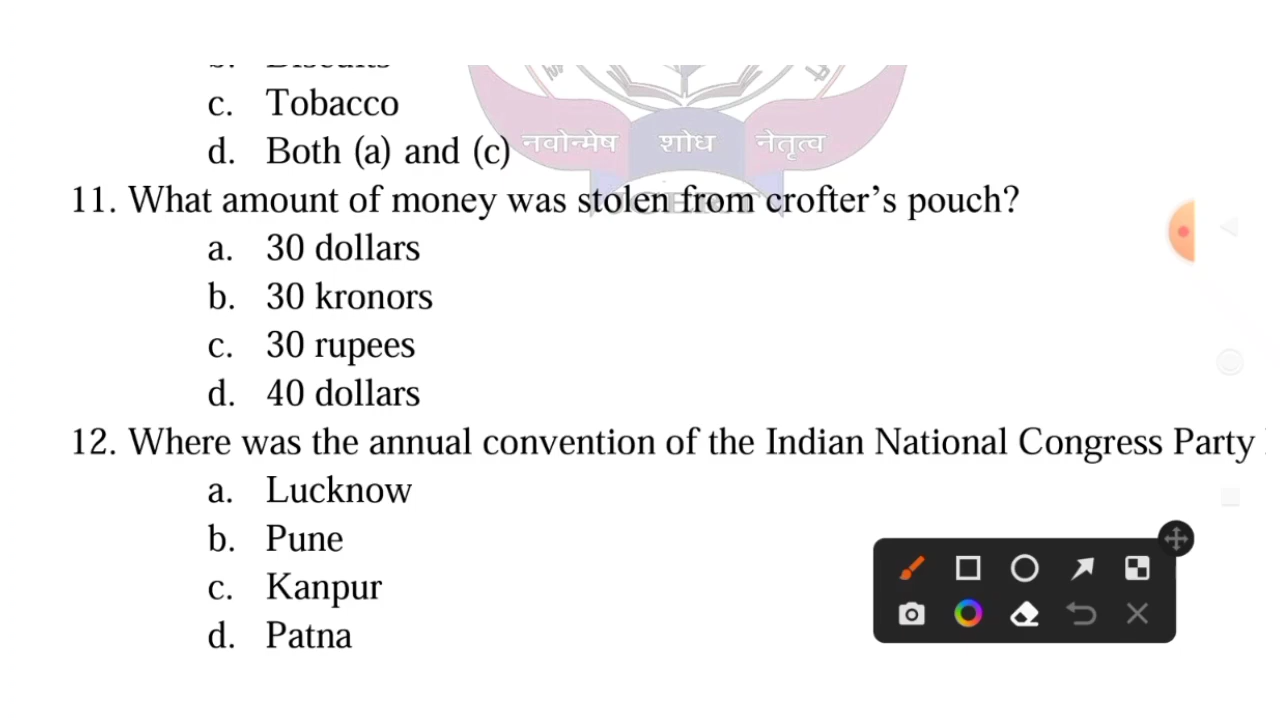 c. Tobacco
d. Both (a) and (c)
नवोन्मेष शोध नेतृत्व
11. What amount of money was stolen from crofter’s pouch?
a. 30 dollars
b. 30 kronors
c. 30 rupees
d. 40 dollars
12. Where was the annual convention of the Indian National Congress Party
a. Lucknow
b. Pune
c. Kanpur
d. Patna